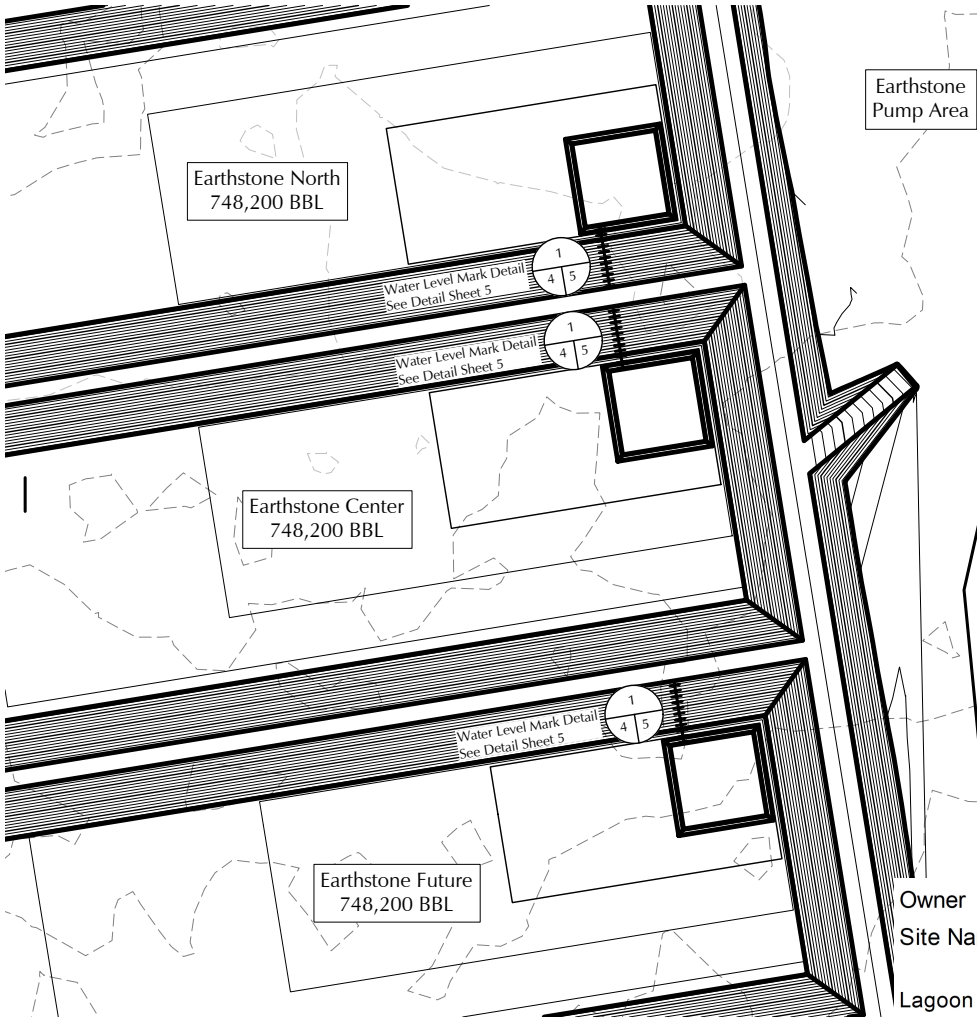 Earthstone
Pump Area
Earthstone North
748,200 BBL
Water Level Mark Detail
See Detail Sheet 5
1
4 5
Water Level Mark Detail
See Detail Sheet 5
1
4 5
Earthstone Center
748,200 BBL
Water Level Mark Detail
See Detail Sheet 5
1
4 5
Earthstone Future
748,200 BBL
Owner
Site Na
Lagoon